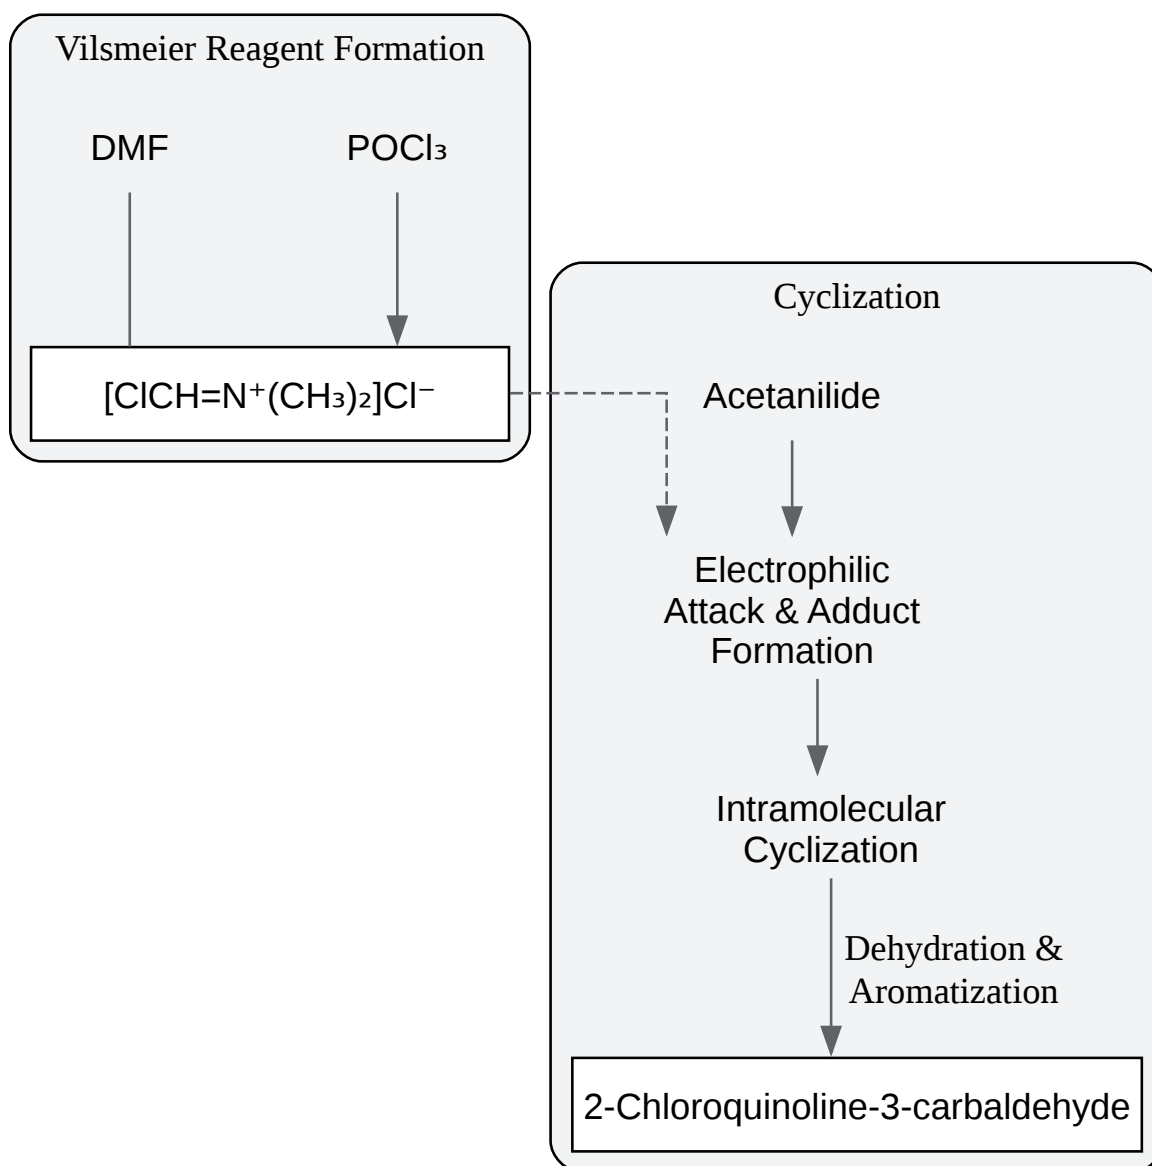 Vilsmeier Reagent Formation
DMF
POCl₃
[ClCH=N⁺(CH₃)₂]Cl⁻
Cyclization
Acetanilide
Electrophilic
Attack & Adduct
Formation
Intramolecular
Cyclization
Dehydration &
Aromatization
2-Chloroquinoline-3-carbaldehyde